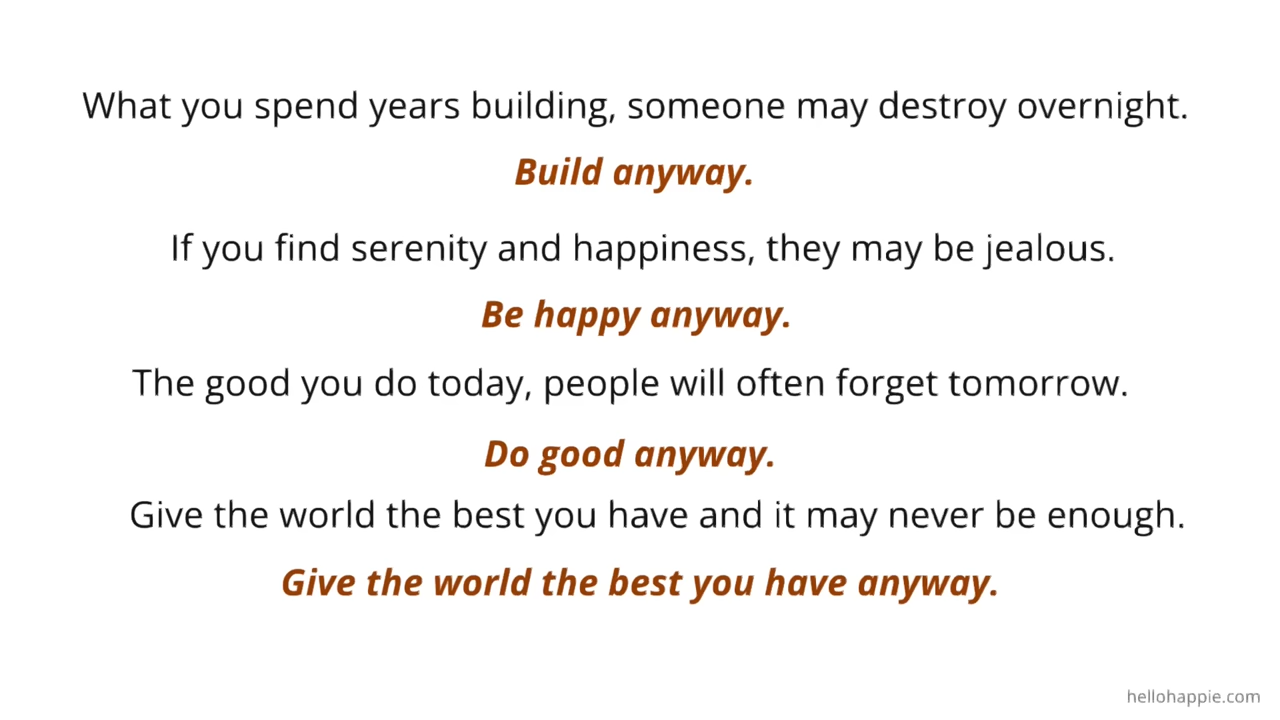 What you spend years building, someone may destroy overnight.
Build anyway.
If you find serenity and happiness, they may be jealous.
Be happy anyway.
The good you do today, people will often forget tomorrow.
Do good anyway.
Give the world the best you have and it may never be enough.
Give the world the best you have anyway.
hellohappie.com